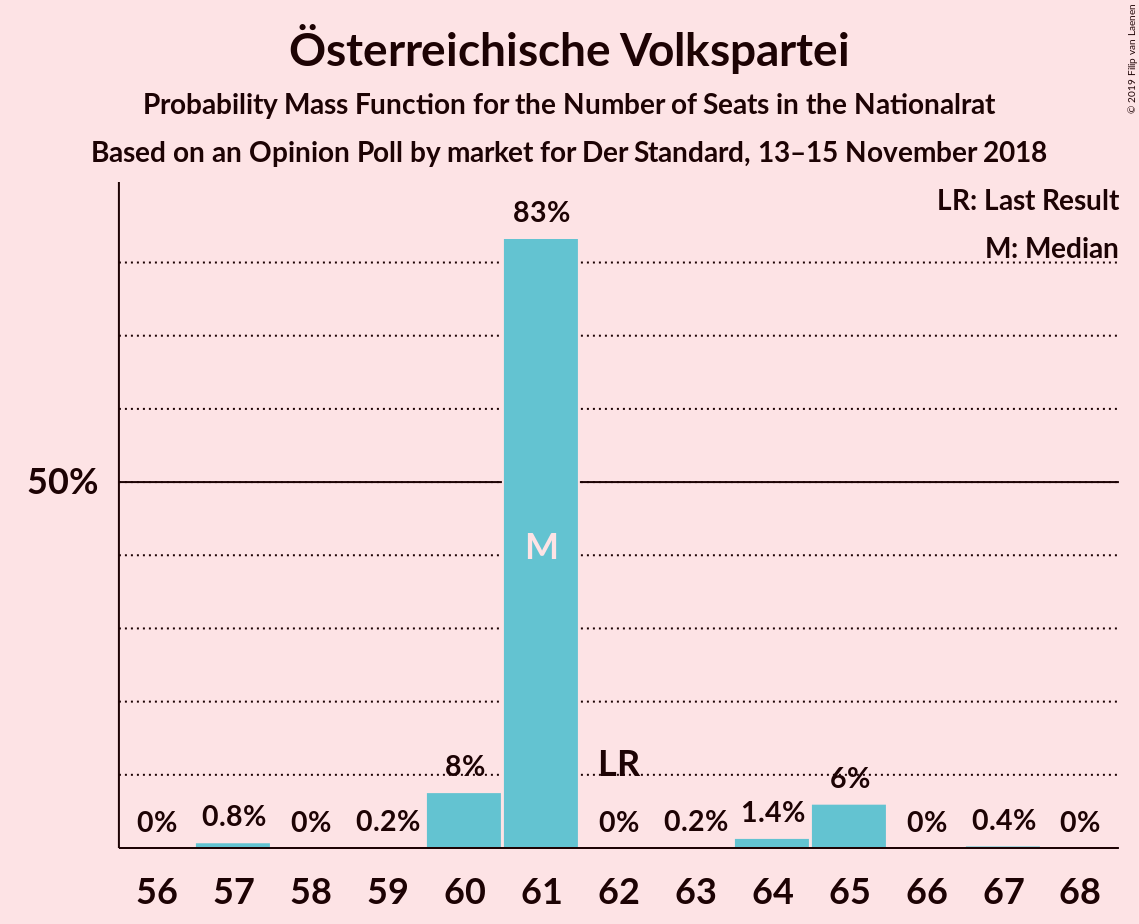 Österreichische Volkspartei
Probability Mass Function for the Number of Seats in the Nationalrat
Based on an Opinion Poll by market for Der Standard, 13–15 November 2018
© 2019 Filip van Laenen
LR: Last Result
M: Median
50%
0% 0.8% 0% 0.2% 8% 83% 0% 0.2% 1.4% 6% 0% 0.4% 0%
M
LR
56 57 58 59 60 61 62 63 64 65 66 67 68